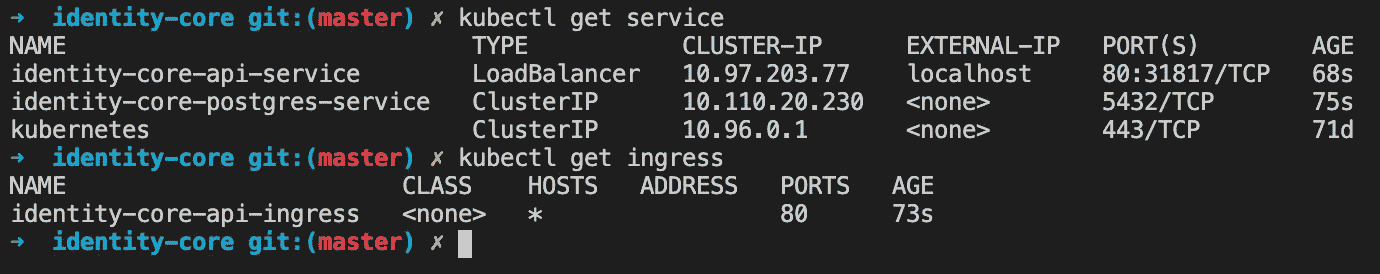 ➜ identity-core git:(master) ✗ kubectl get service
NAME TYPE CLUSTER-IP EXTERNAL-IP PORT(S) AGE
identity-core-api-service LoadBalancer 10.97.203.77 localhost 80:31817/TCP 68s
identity-core-postgres-service ClusterIP 10.110.20.230 <none> 5432/TCP 75s
kubernetes ClusterIP 10.96.0.1 <none> 443/TCP 71d
➜ identity-core git:(master) ✗ kubectl get ingress
NAME CLASS HOSTS ADDRESS PORTS AGE
identity-core-api-ingress <none> * 80 73s
➜ identity-core git:(master) ✗